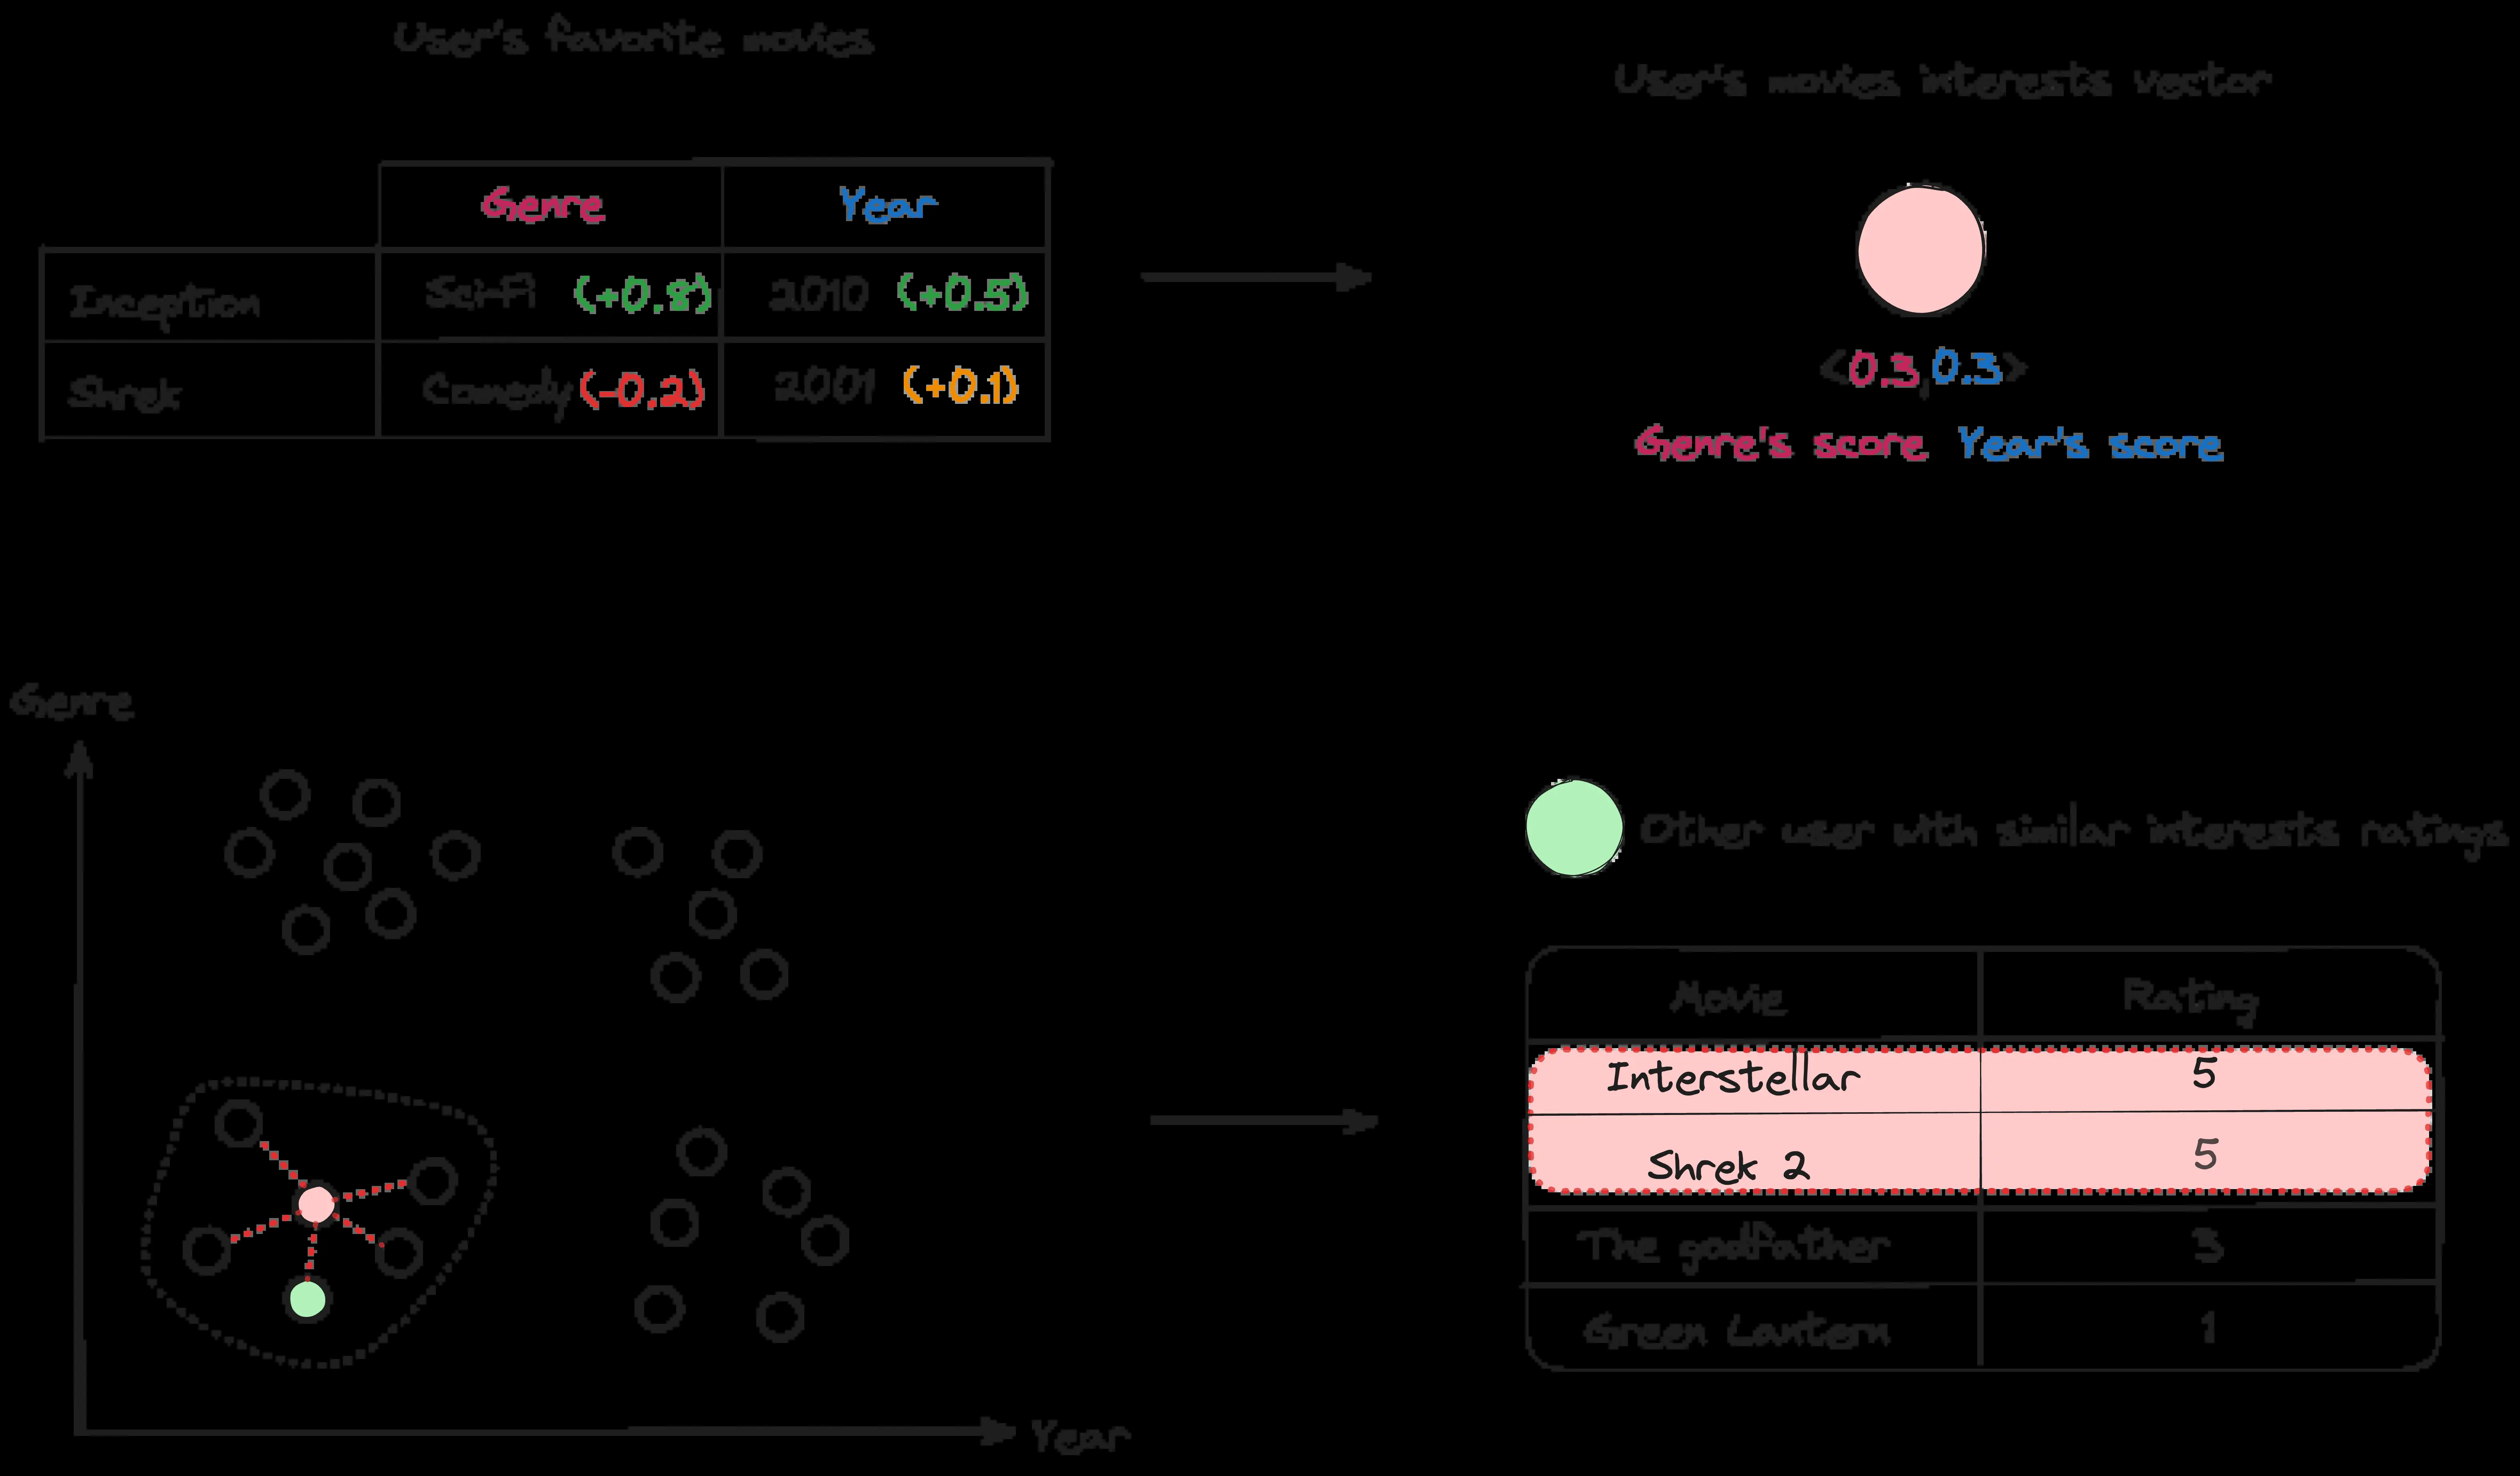 User's favorite movies
User's movies interests vector
Genre Year
Inception Sci-Fi (+0.8) 2010 (+0.5)
Shrek Comedy (-0.2) 2001 (+0.1)
<0.3,0.3>
Genre's score Year's score
Genre
Year
Other user with similar interests ratings
Movie Rating
Interstellar 5
Shrek 2 5
The godfather 3
Green Lantern 1